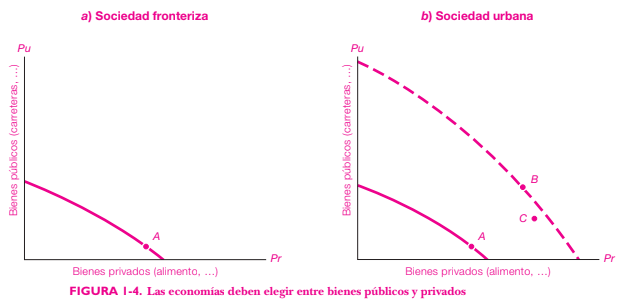 a) Sociedad fronteriza
Pu
Bienes públicos (carreteras, ...)
A
Pr
Bienes privados (alimento, ...)
b) Sociedad urbana
Pu
Bienes públicos (carreteras, ...)
B
C
A
Pr
Bienes privados (alimento, ...)
FIGURA 1-4. Las economías deben elegir entre bienes públicos y privados